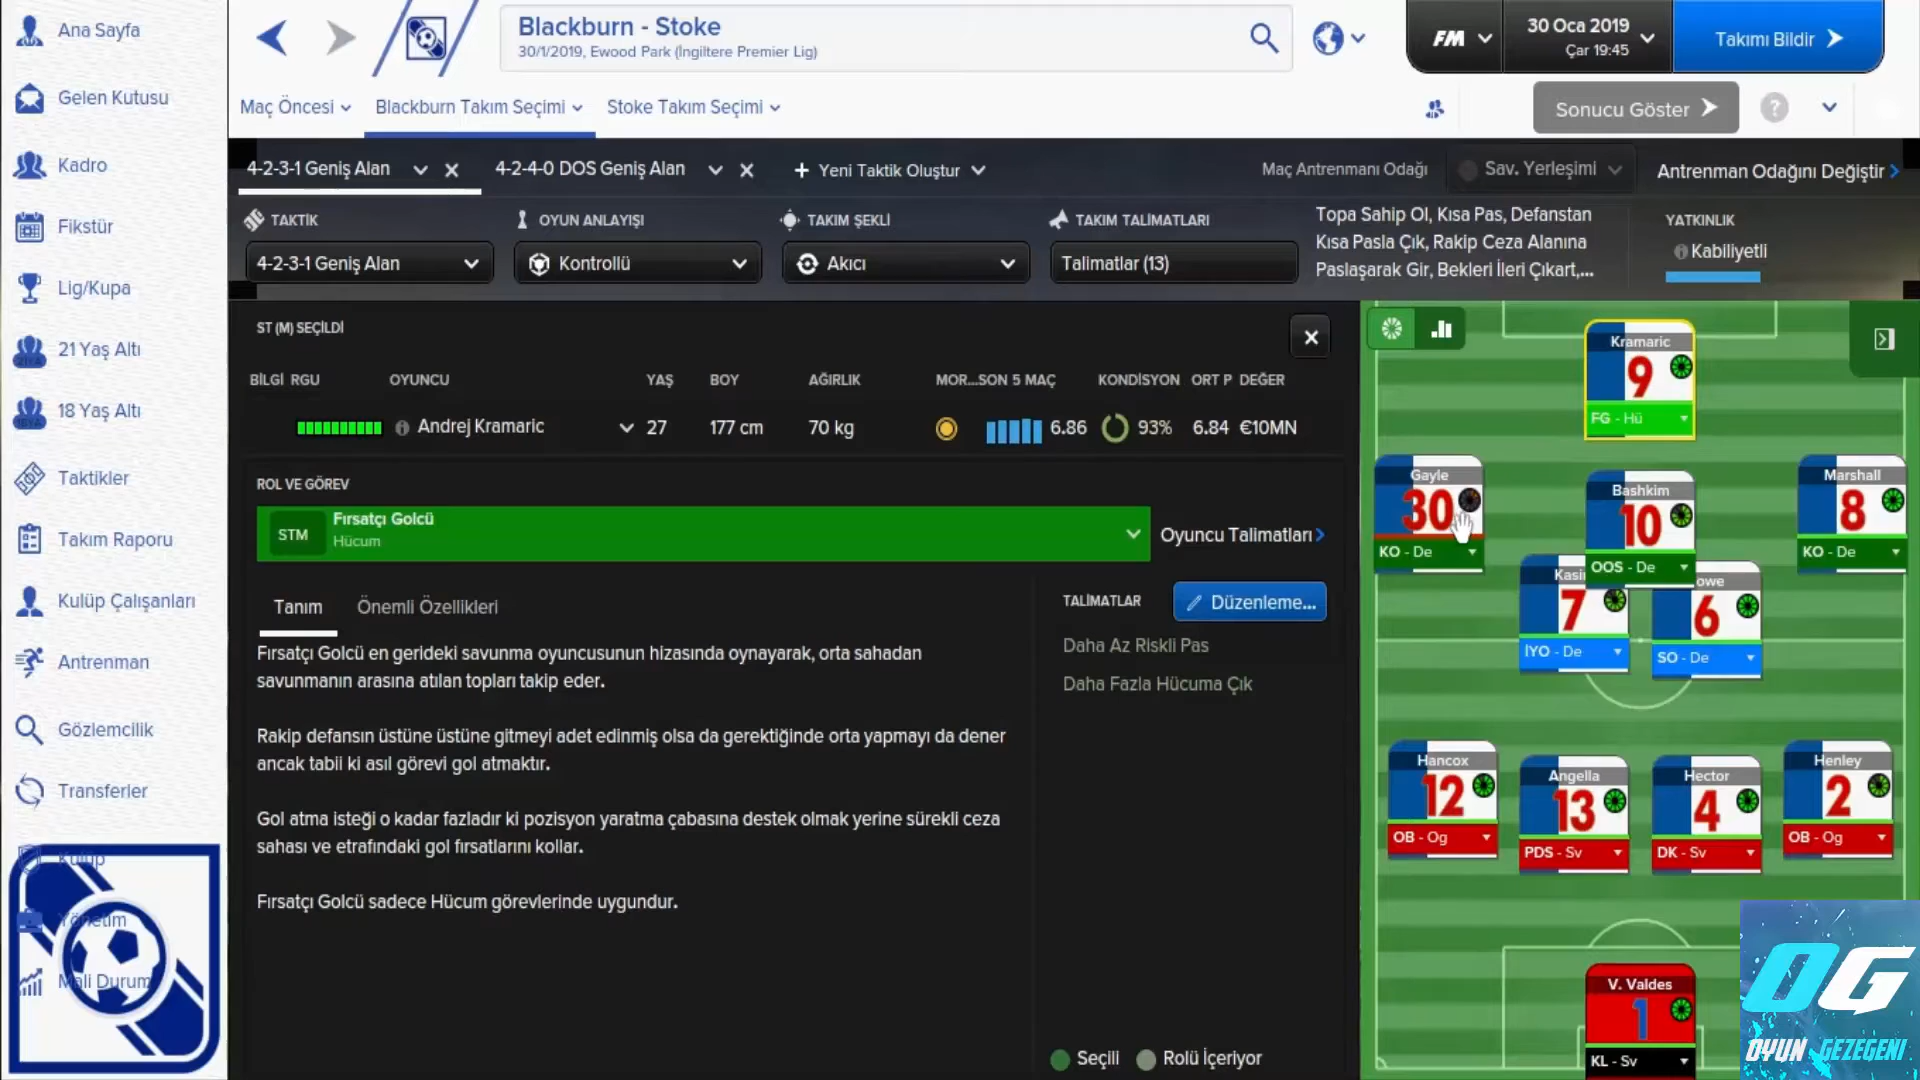 Ana Sayfa
Gelen Kutusu
Kadro
Fikstür
Lig/Kupa
21 Yaş Altı
18 Yaş Altı
Taktikler
Takım Raporu
Kulüp Çalışanları
Antrenman
Gözlemcilik
Transferler
Kulüp
Yönetim
Mali Durum
Blackburn - Stoke
30/1/2019, Ewood Park (İngiltere Premier Lig)
FM
30 Oca 2019
Çar 19:45
Takımı Bildir
Maç Öncesi
Blackburn Takım Seçimi
Stoke Takım Seçimi
Sonucu Göster
?
4-2-3-1 Geniş Alan
4-2-4-0 DOS Geniş Alan
+ Yeni Taktik Oluştur
Maç Antrenmanı Odağı
Sav. Yerleşimi
Antrenman Odağını Değiştir
TAKTİK
OYUN ANLAYIŞI
TAKIM ŞEKLİ
TAKIM TALİMATLARI
4-2-3-1 Geniş Alan
Kontrollü
Akıcı
Talimatlar (13)
Topa Sahip Ol, Kısa Pas, Defanstan
Kısa Pasla Çık, Rakip Ceza Alanına
Paslaşarak Gir, Bekleri İleri Çıkart,...
YATKINLIK
Kabiliyetli
ST (M) SEÇİLDİ
BİLGİ RGU OYUNCU YAŞ BOY AĞIRLIK MOR...SON 5 MAÇ KONDİSYON ORT P DEĞER
Andrej Kramaric 27 177 cm 70 kg 6.86 93% 6.84 €10MN
ROL VE GÖREV
STM
Fırsatçı Golcü
Hücum
Oyuncu Talimatları
Tanım
Önemli Özellikleri
TALİMATLAR
Düzenleme...
Daha Az Riskli Pas
Daha Fazla Hücuma Çık
Fırsatçı Golcü en gerideki savunma oyuncusunun hizasında oynayarak, orta sahadan
savunmanın arasına atılan topları takip eder.
Rakip defansın üstüne üstüne gitmeyi adet edinmiş olsa da gerektiğinde orta yapmayı da dener
ancak tabii ki asıl görevi gol atmaktır.
Gol atma isteği o kadar fazladır ki pozisyon yaratma çabasına destek olmak yerine sürekli ceza
sahası ve etrafındaki gol fırsatlarını kollar.
Fırsatçı Golcü sadece Hücum görevlerinde uygundur.
Seçili
Rolü İçeriyor
Kramaric
9
FG - Hü
Gayle
30
KO - De
Bashkim
10
OOS - De
Marshall
8
KO - De
Kasi
7
İYO - De
owe
6
SO - De
Hancox
12
OB - Og
Angella
13
PDS - Sv
Hector
4
DK - Sv
Henley
2
OB - Og
V. Valdes
1
KL - Sv
OG
OYUN GEZEGENI